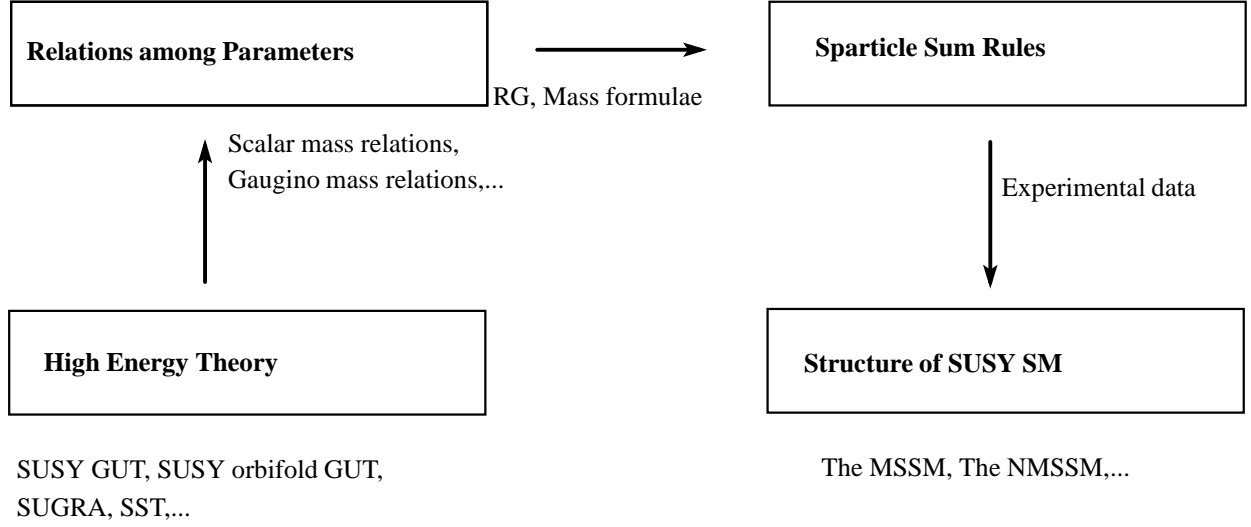 Relations among Parameters
Sparticle Sum Rules
RG, Mass formulae
Scalar mass relations,
Gaugino mass relations,...
Experimental data
High Energy Theory
Structure of SUSY SM
SUSY GUT, SUSY orbifold GUT,
SUGRA, SST,...
The MSSM, The NMSSM,...